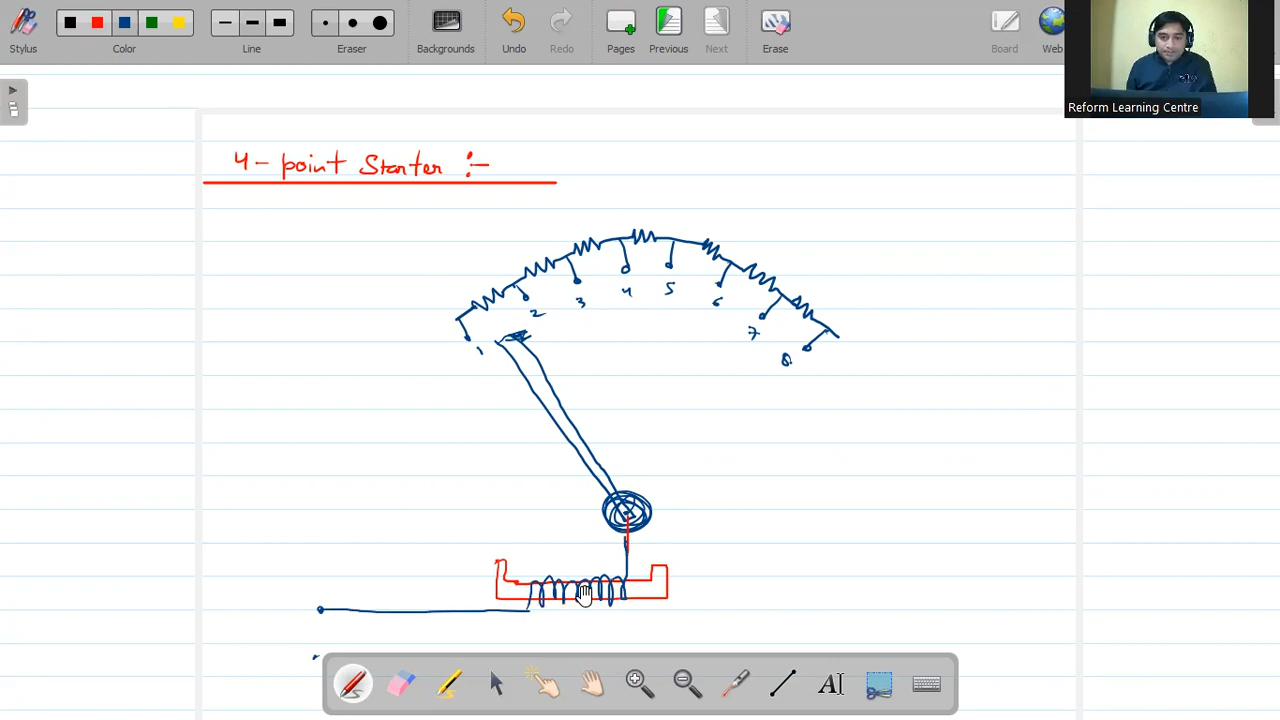 Stylus
Color
Line
Eraser
Backgrounds
Undo
Redo
Pages
Previous
Next
Erase
Board
Web
Reform Learning Centre
4 - point Starter :-
1
2
3
4
5
6
7
8